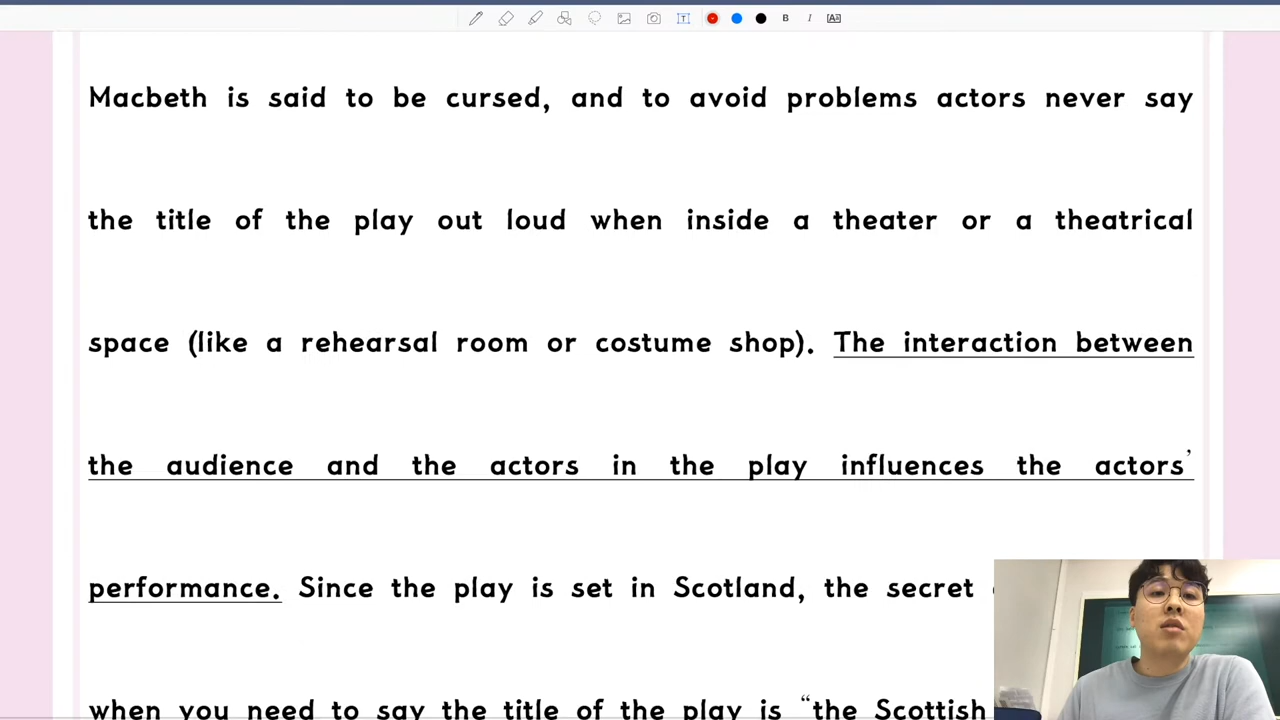 B I Aa
Macbeth is said to be cursed, and to avoid problems actors never say
the title of the play out loud when inside a theater or a theatrical
space (like a rehearsal room or costume shop). The interaction between
the audience and the actors in the play influences the actors’
performance. Since the play is set in Scotland, the secret
when you need to say the title of the play is “the Scottish